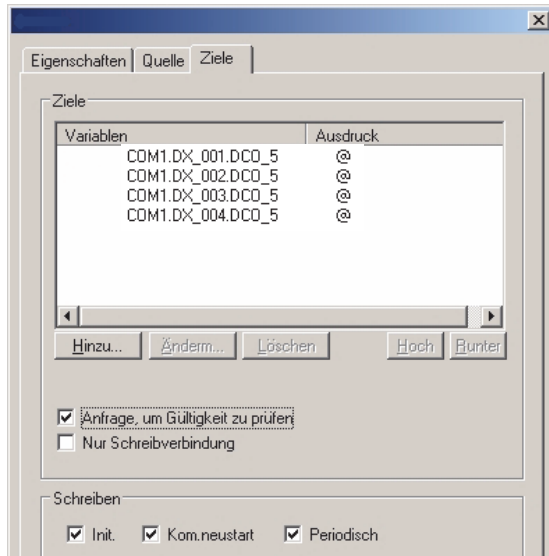 Eigenschaften Quelle Ziele
Ziele
Variablen Ausdruck
COM1.DX_001.DCO_5 @
COM1.DX_002.DCO_5 @
COM1.DX_003.DCO_5 @
COM1.DX_004.DCO_5 @
Hinzu... Änderm... Löschen Hoch Runter
Anfrage, um Gültigkeit zu prüfen
Nur Schreibverbindung
Schreiben
Init. Kom.neustart Periodisch